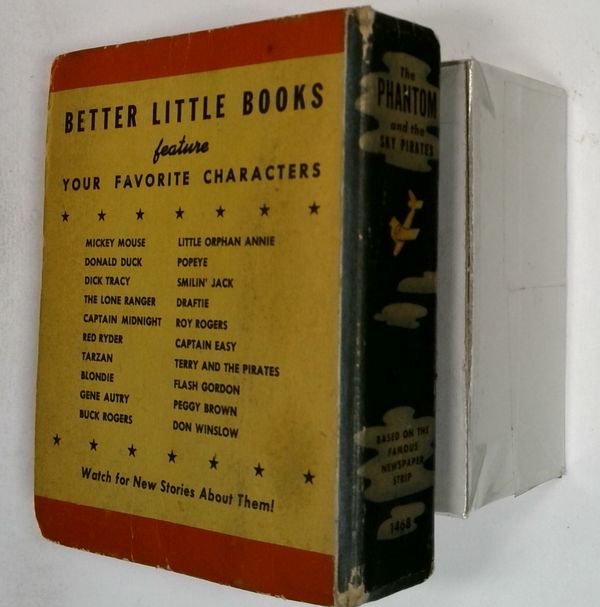 BETTER LITTLE BOOKS
feature
YOUR FAVORITE CHARACTERS
MICKEY MOUSE
DONALD DUCK
DICK TRACY
THE LONE RANGER
CAPTAIN MIDNIGHT
RED RYDER
TARZAN
BLONDIE
GENE AUTRY
BUCK ROGERS
LITTLE ORPHAN ANNIE
POPEYE
SMILIN' JACK
DRAFTIE
ROY ROGERS
CAPTAIN EASY
TERRY AND THE PIRATES
FLASH GORDON
PEGGY BROWN
DON WINSLOW
Watch for New Stories About Them!
The
PHANTOM
and the
SKY PIRATES
BASED ON THE
FAMOUS
NEWSPAPER
STRIP
1468